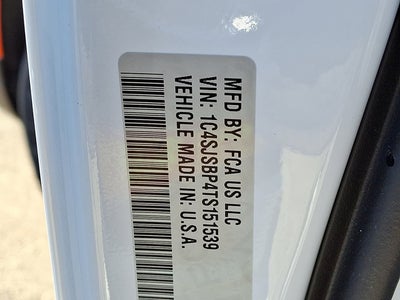 MFD BY: FCA US LLC
VIN: 1C4SJSBP4TS151539
VEHICLE MADE IN: U.S.A.